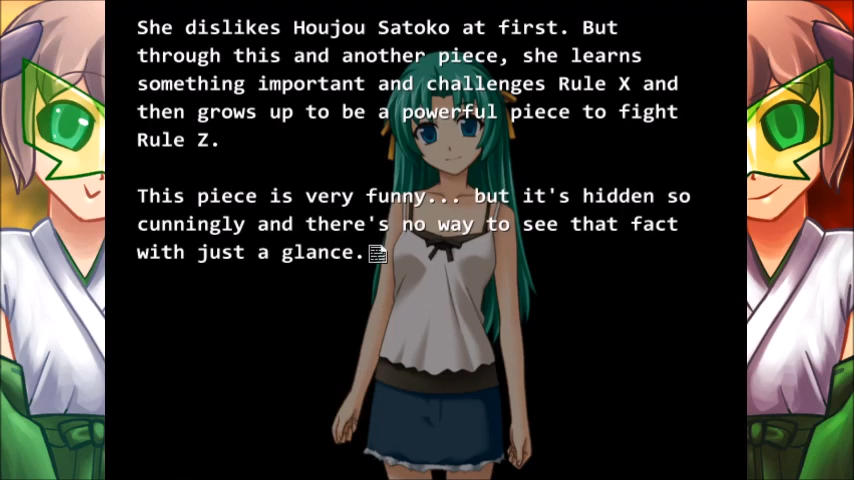 She dislikes Houjou Satoko at first. But
through this and another piece, she learns
something important and challenges Rule X and
then grows up to be a powerful piece to fight
Rule Z.
This piece is very funny... but it's hidden so
cunningly and there's no way to see that fact
with just a glance.